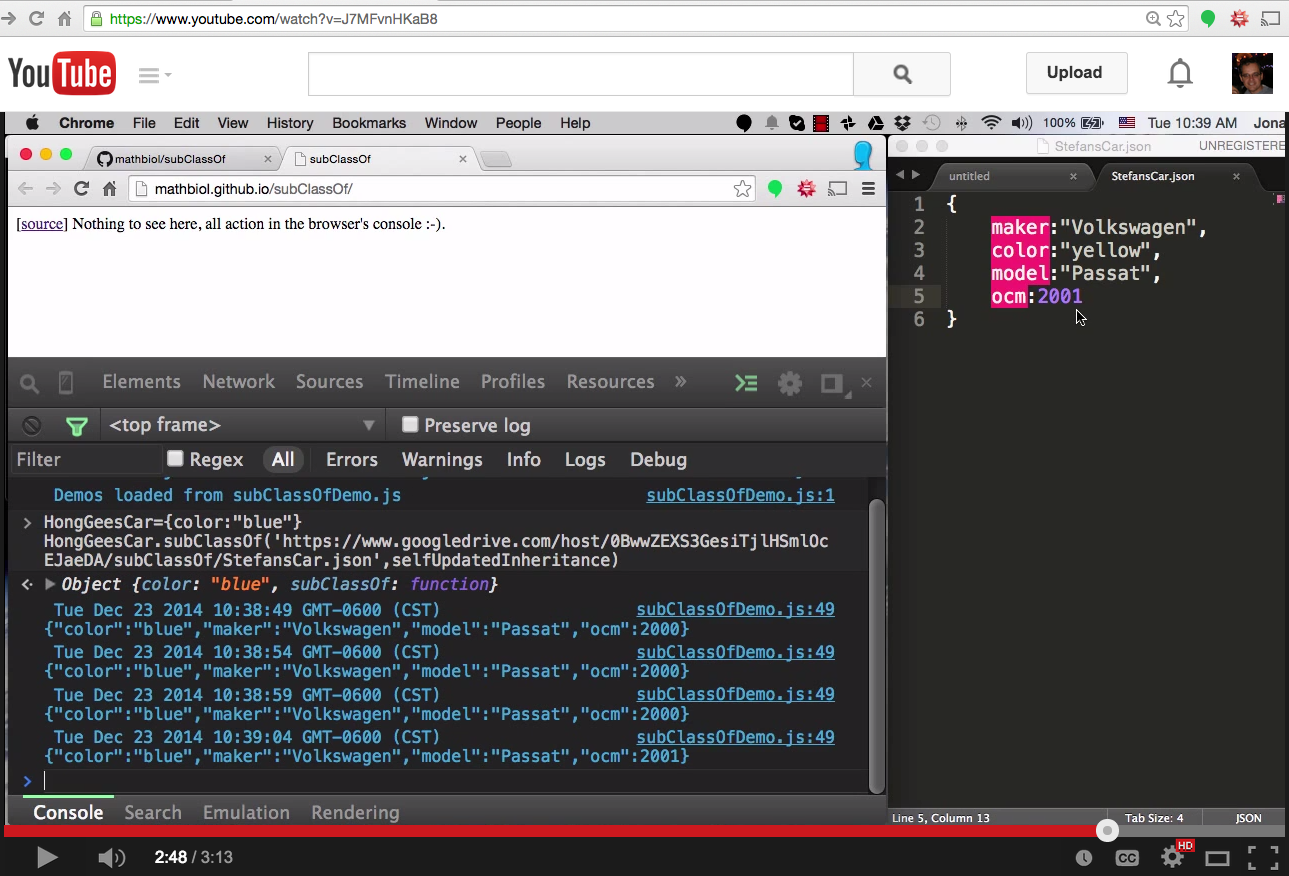 https://www.youtube.com/watch?v=J7MFvnHKaB8
YouTube
Upload
Chrome File Edit View History Bookmarks Window People Help 100% Tue 10:39 AM Jona
mathbiol/subClassOf
subClassOf
mathbiol.github.io/subClassOf/
[source] Nothing to see here, all action in the browser's console :-).
Elements Network Sources Timeline Profiles Resources »
<top frame> Preserve log
Filter Regex All Errors Warnings Info Logs Debug
Demos loaded from subClassOfDemo.js subClassOfDemo.js:1
> HongGeesCar={color:"blue"}
HongGeesCar.subClassOf('https://www.googledrive.com/host/0BwwZEXS3GesiTjlHSmlOc
EJaeDA/subClassOf/StefansCar.json',selfUpdatedInheritance)
Object {color: "blue", subClassOf: function}
Tue Dec 23 2014 10:38:49 GMT-0600 (CST) subClassOfDemo.js:49
{"color":"blue","maker":"Volkswagen","model":"Passat","ocm":2000}
Tue Dec 23 2014 10:38:54 GMT-0600 (CST) subClassOfDemo.js:49
{"color":"blue","maker":"Volkswagen","model":"Passat","ocm":2000}
Tue Dec 23 2014 10:38:59 GMT-0600 (CST) subClassOfDemo.js:49
{"color":"blue","maker":"Volkswagen","model":"Passat","ocm":2000}
Tue Dec 23 2014 10:39:04 GMT-0600 (CST) subClassOfDemo.js:49
{"color":"blue","maker":"Volkswagen","model":"Passat","ocm":2001}
>
Console Search Emulation Rendering
StefansCar.json UNREGISTERE
untitled StefansCar.json
1 {
2 maker:"Volkswagen",
3 color:"yellow",
4 model:"Passat",
5 ocm:2001
6 }
Line 5, Column 13 Tab Size: 4 JSON
2:48 / 3:13
CC HD